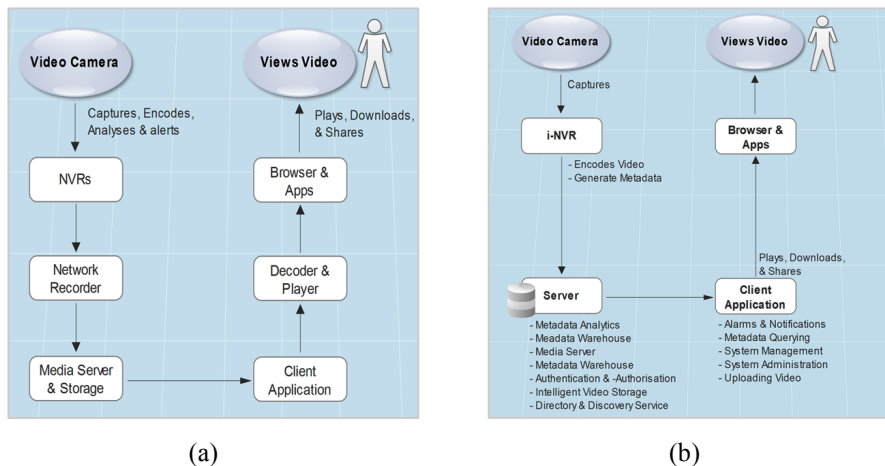 Video Camera
Views Video
Captures, Encodes,
Analyses & alerts
Plays, Downloads,
& Shares
NVRs
Browser &
Apps
Network
Recorder
Decoder &
Player
Media Server
& Storage
Client
Application
(a)
Video Camera
Views Video
Captures
i-NVR
Browser &
Apps
- Encodes Video
- Generate Metadata
Plays, Downloads,
& Shares
Server
Client
Application
- Metadata Analytics
- Meadata Warehouse
- Media Server
- Metadata Warehouse
- Authentication & -Authorisation
- Intelligent Video Storage
- Directory & Discovery Service
- Alarms & Notifications
- Metadata Querying
- System Management
- System Administration
- Uploading Video
(b)